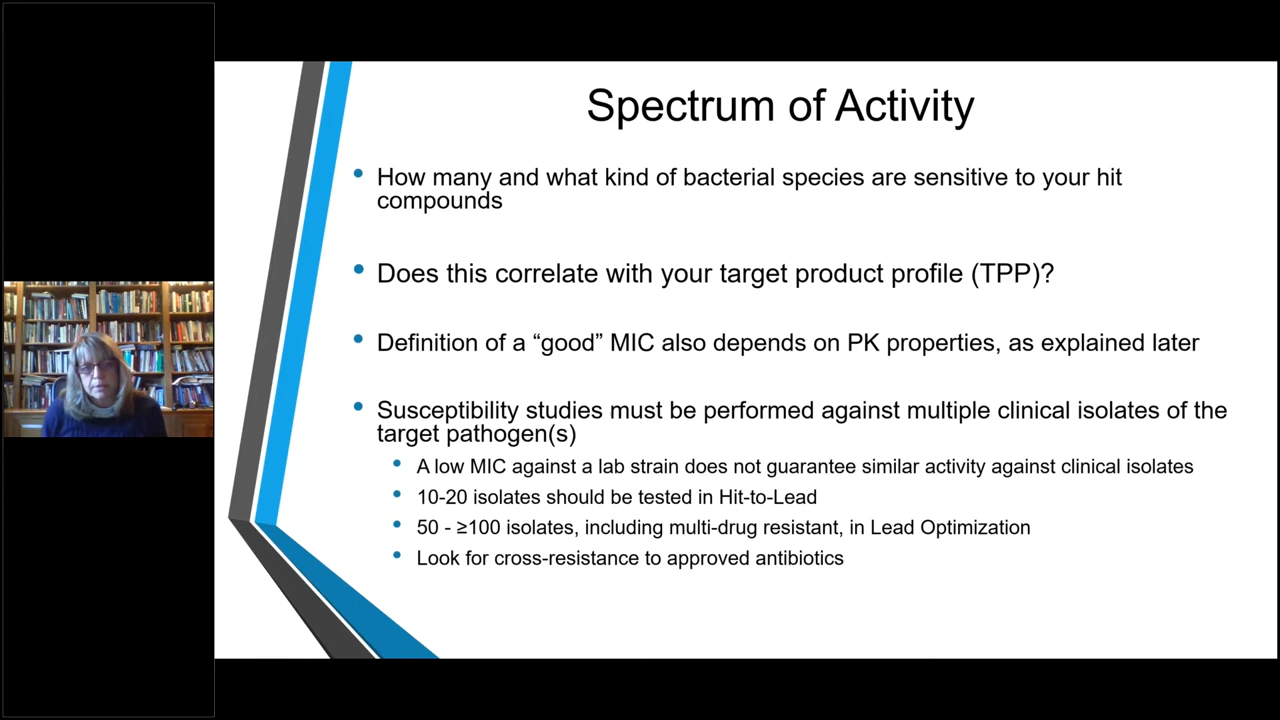 Spectrum of Activity
• How many and what kind of bacterial species are sensitive to your hit
compounds
• Does this correlate with your target product profile (TPP)?
• Definition of a “good” MIC also depends on PK properties, as explained later
• Susceptibility studies must be performed against multiple clinical isolates of the
target pathogen(s)
• A low MIC against a lab strain does not guarantee similar activity against clinical isolates
• 10-20 isolates should be tested in Hit-to-Lead
• 50 - ≥100 isolates, including multi-drug resistant, in Lead Optimization
• Look for cross-resistance to approved antibiotics